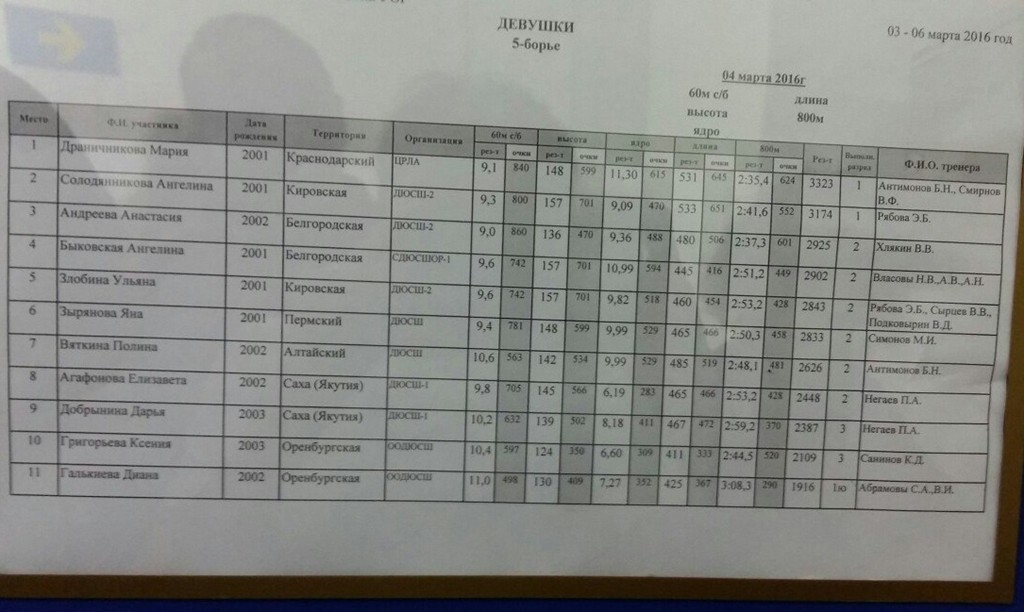 ДЕВУШКИ
5-борье
03 - 06 марта 2016 год
04 марта 2016г
60м с/б длина
высота 800м
ядро
Место Ф.И. участника Дата рождения Территория Организация 60м с/б высота ядро длина 800м Рез-т Выполн. разряд Ф.И.О. тренера
рез-т очки рез-т очки рез-т очки рез-т очки рез-т очки
1 Драничникова Мария 2001 Краснодарский ЦРЛА 9,1 840 148 599 11,30 615 531 645 2:35,4 624 3323 1 Антимонов Б.Н., Смирнов В.Ф.
2 Солодянникова Ангелина 2001 Кировская ДЮСШ-2 9,3 800 157 701 9,09 470 533 651 2:41,6 552 3174 1 Рябова Э.Б.
3 Андреева Анастасия 2002 Белгородская ДЮСШ-2 9,0 860 136 470 9,36 488 480 506 2:37,3 601 2925 2 Хлякин В.В.
4 Быковская Ангелина 2001 Белгородская СДЮСШОР-1 9,6 742 157 701 10,99 594 445 416 2:51,2 449 2902 2 Власовы Н.В.,А.В.,А.Н.
5 Злобина Ульяна 2001 Кировская ДЮСШ-2 9,6 742 157 701 9,82 518 460 454 2:53,2 428 2843 2 Рябова Э.Б., Сырцев В.В., Подковырин В.Д.
6 Зырянова Яна 2001 Пермский ДЮСШ 9,4 781 148 599 9,99 529 465 466 2:50,3 458 2833 2 Симонов М.И.
7 Вяткина Полина 2002 Алтайский ДЮСШ 10,6 563 142 534 9,99 529 485 519 2:48,1 481 2626 2 Антимонов Б.Н.
8 Агафонова Елизавета 2002 Саха (Якутия) ДЮСШ-1 9,8 705 145 566 6,19 283 465 466 2:53,2 428 2448 2 Негаев П.А.
9 Добрынина Дарья 2003 Саха (Якутия) ДЮСШ-1 10,2 632 139 502 8,18 411 467 472 2:59,2 370 2387 3 Негаев П.А.
10 Григорьева Ксения 2003 Оренбургская ООДЮСШ 10,4 597 124 350 6,60 309 411 333 2:44,5 520 2109 3 Санинов К.Д.
11 Галькиева Диана 2002 Оренбургская ООДЮСШ 11,0 498 130 409 7,27 352 425 367 3:08,3 290 1916 1ю Абрамовы С.А.,В.И.